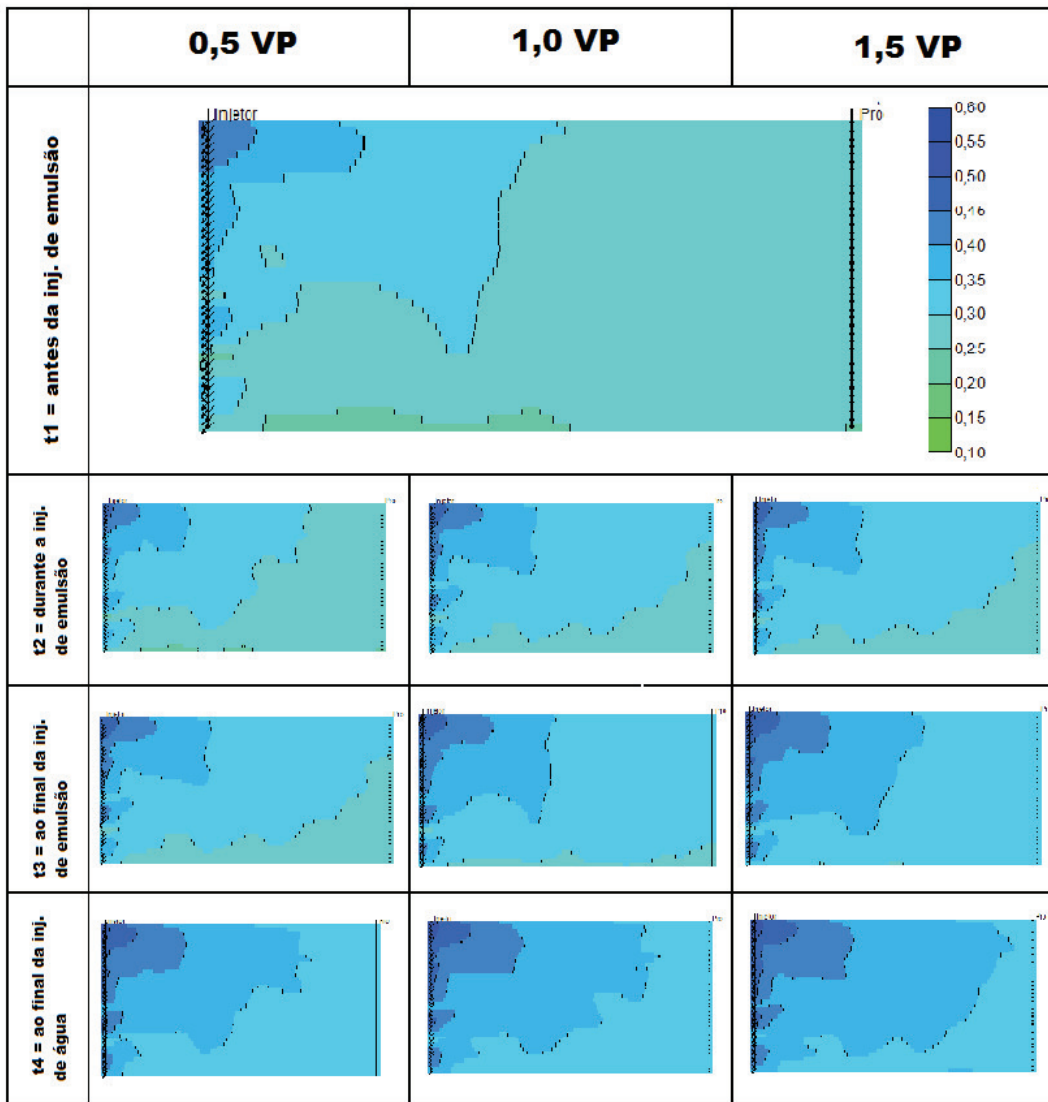 0,5 VP
1,0 VP
1,5 VP
t1 = antes da inj. de emulsão
Injetor
Pro
0,60
0,55
0,50
0,46
0,40
0,35
0,30
0,25
0,20
0,15
0,10
t2 = durante a inj.
de emulsão
t3 = ao final da inj.
de emulsão
t4 = ao final da inj.
de água